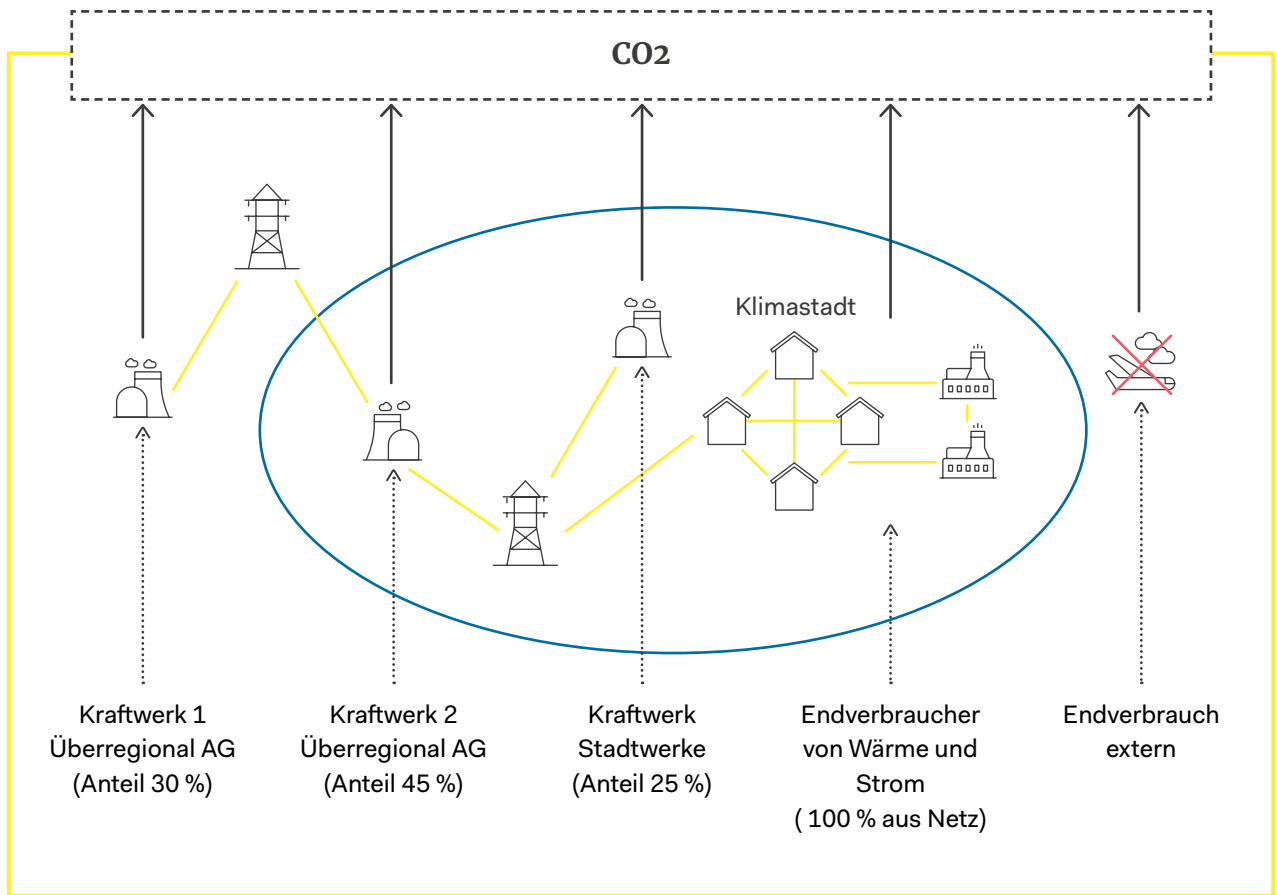 CO2
Klimastadt
Kraftwerk 1
Überregional AG
(Anteil 30 %)
Kraftwerk 2
Überregional AG
(Anteil 45 %)
Kraftwerk
Stadtwerke
(Anteil 25 %)
Endverbraucher
von Wärme und
Strom
( 100 % aus Netz)
Endverbrauch
extern